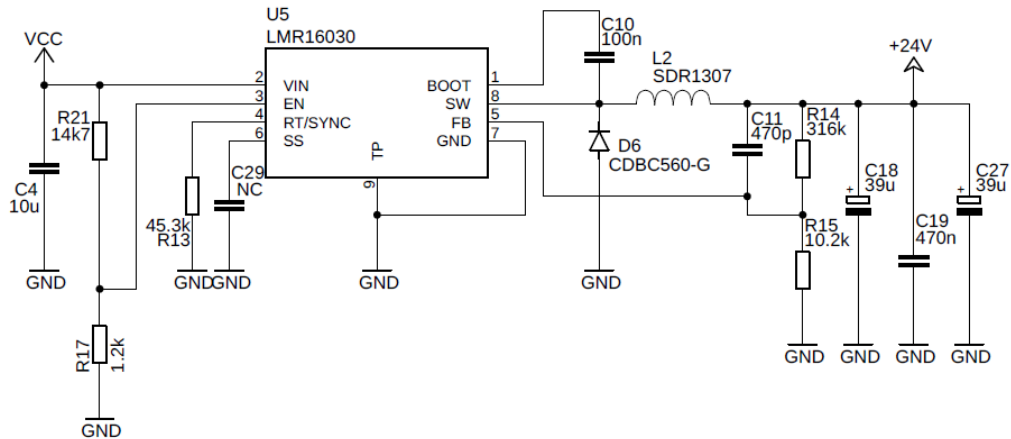 U5
LMR16030
VCC
C10
100n
+24V
L2
SDR1307
2
VIN
BOOT
1
3
EN
SW
8
4
RT/SYNC
FB
5
6
SS
GND
7
TP
9
R21
14k7
C4
10u
C29
NC
45.3k
R13
D6
CDBC560-G
C11
470p
R14
316k
+
C18
39u
+
C27
39u
R15
10.2k
C19
470n
GND
GND
GND
GND
GND
R17
1.2k
GND
GND
GND
GND
GND